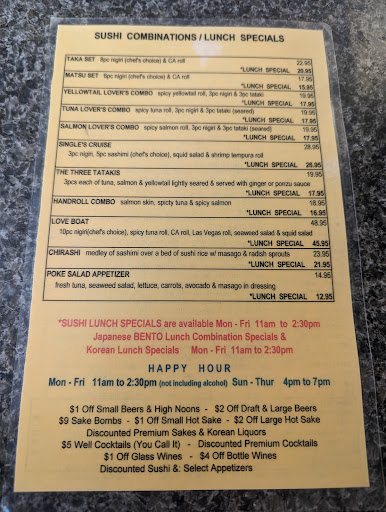 SUSHI COMBINATIONS / LUNCH SPECIALS
TAKA SET 8pc nigiri (chef's choice) & CA roll 22.95
*LUNCH SPECIAL 20.95
MATSU SET 6pc nigiri (chef's choice) & CA roll 17.95
*LUNCH SPECIAL 15.95
YELLOWTAIL LOVER'S COMBO spicy yellowtail roll, 3pc nigiri & 3pc tataki 19.95
*LUNCH SPECIAL 17.95
TUNA LOVER'S COMBO spicy tuna roll, 3pc nigiri & 3pc tataki (seared) 19.95
*LUNCH SPECIAL 17.95
SALMON LOVER'S COMBO spicy salmon roll, 3pc nigiri & 3pc tataki (seared) 19.95
*LUNCH SPECIAL 17.95
SINGLE'S CRUISE 28.95
3pc nigiri, 5pc sashimi (chef's choice), squid salad & shrimp tempura roll
*LUNCH SPECIAL 26.95
THE THREE TATAKIS 19.95
3pcs each of tuna, salmon & yellowtail lightly seared & served with ginger or ponzu sauce
*LUNCH SPECIAL 17.95
HANDROLL COMBO salmon skin, spicty tuna & spicy salmon 18.95
*LUNCH SPECIAL 16.95
LOVE BOAT 48.95
10pc nigiri(chef's choice), spicy tuna roll, CA roll, Las Vegas roll, seaweed salad & squid salad
*LUNCH SPECIAL 45.95
CHIRASHI medley of sashimi over a bed of sushi rice w/ masago & radish sprouts 23.95
*LUNCH SPECIAL 21.95
POKE SALAD APPETIZER 14.95
fresh tuna, seaweed salad, lettuce, carrots, avocado & masago in dressing
*LUNCH SPECIAL 12.95
*SUSHI LUNCH SPECIALS are available Mon - Fri 11am to 2:30pm
Japanese BENTO Lunch Combination Specials &
Korean Lunch Specials Mon - Fri 11am to 2:30pm
HAPPY HOUR
Mon - Fri 11am to 2:30pm (not including alcohol) Sun - Thur 4pm to 7pm
$1 Off Small Beers & High Noons - $2 Off Draft & Large Beers
$9 Sake Bombs - $1 Off Small Hot Sake - $2 Off Large Hot Sake
Discounted Premium Sakes & Korean Liquors
$5 Well Cocktails (You Call It) - Discounted Premium Cocktails
$1 Off Glass Wines - $4 Off Bottle Wines
Discounted Sushi & Select Appetizers